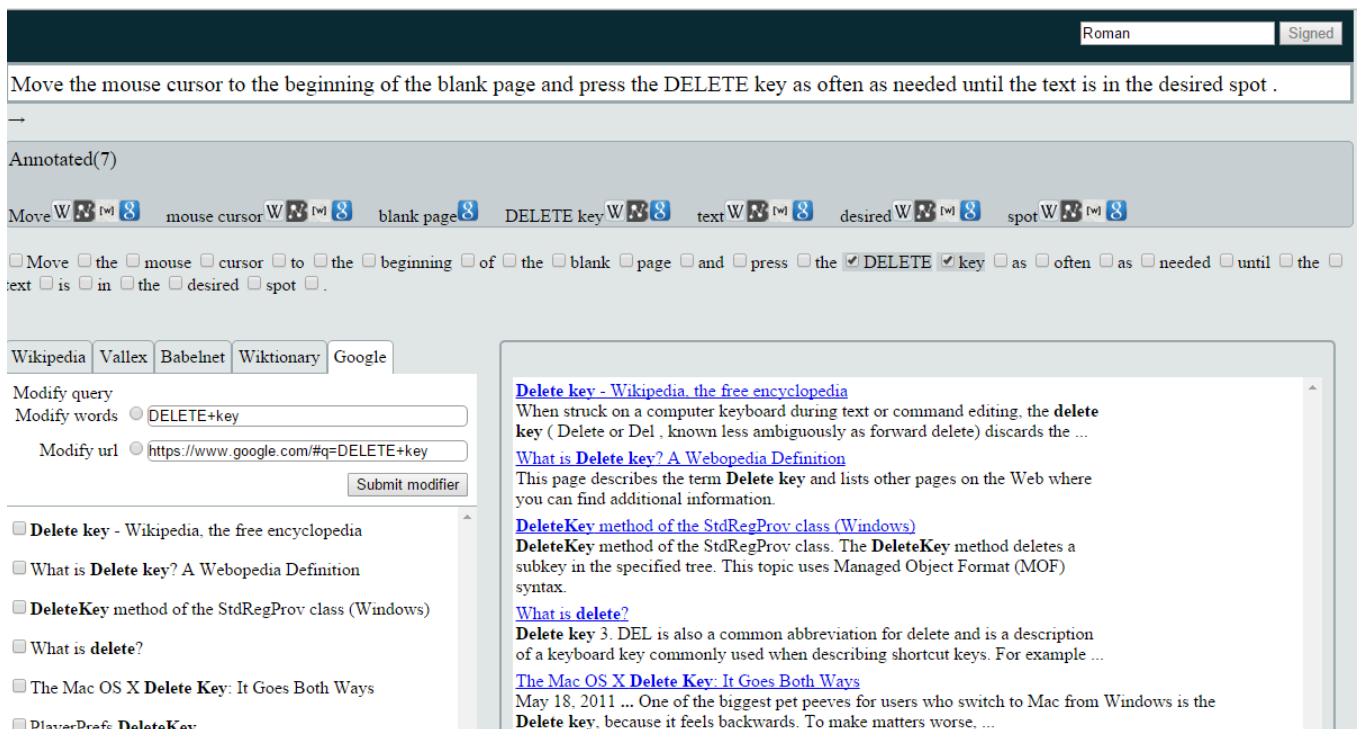 Roman Signed
Move the mouse cursor to the beginning of the blank page and press the DELETE key as often as needed until the text is in the desired spot .
→
Annotated(7)
Move W [w] 8 mouse cursor W [w] 8 blank page 8 DELETE key W 8 text W [w] 8 desired W [w] 8 spot W [w] 8
Move the mouse cursor to the beginning of the blank page and press the DELETE key as often as needed until the
text is in the desired spot .
Wikipedia Vallex Babelnet Wiktionary Google
Modify query
Modify words DELETE+key
Modify url https://www.google.com/#q=DELETE+key
Submit modifier
Delete key - Wikipedia, the free encyclopedia
What is Delete key? A Webopedia Definition
DeleteKey method of the StdRegProv class (Windows)
What is delete?
The Mac OS X Delete Key: It Goes Both Ways
PlayerPrefs DeleteKey
Delete key - Wikipedia, the free encyclopedia
When struck on a computer keyboard during text or command editing, the delete
key ( Delete or Del , known less ambiguously as forward delete) discards the ...
What is Delete key? A Webopedia Definition
This page describes the term Delete key and lists other pages on the Web where
you can find additional information.
DeleteKey method of the StdRegProv class (Windows)
DeleteKey method of the StdRegProv class. The DeleteKey method deletes a
subkey in the specified tree. This topic uses Managed Object Format (MOF)
syntax.
What is delete?
Delete key 3. DEL is also a common abbreviation for delete and is a description
of a keyboard key commonly used when describing shortcut keys. For example ...
The Mac OS X Delete Key: It Goes Both Ways
May 18, 2011 ... One of the biggest pet peeves for users who switch to Mac from Windows is the
Delete key, because it feels backwards. To make matters worse, ...